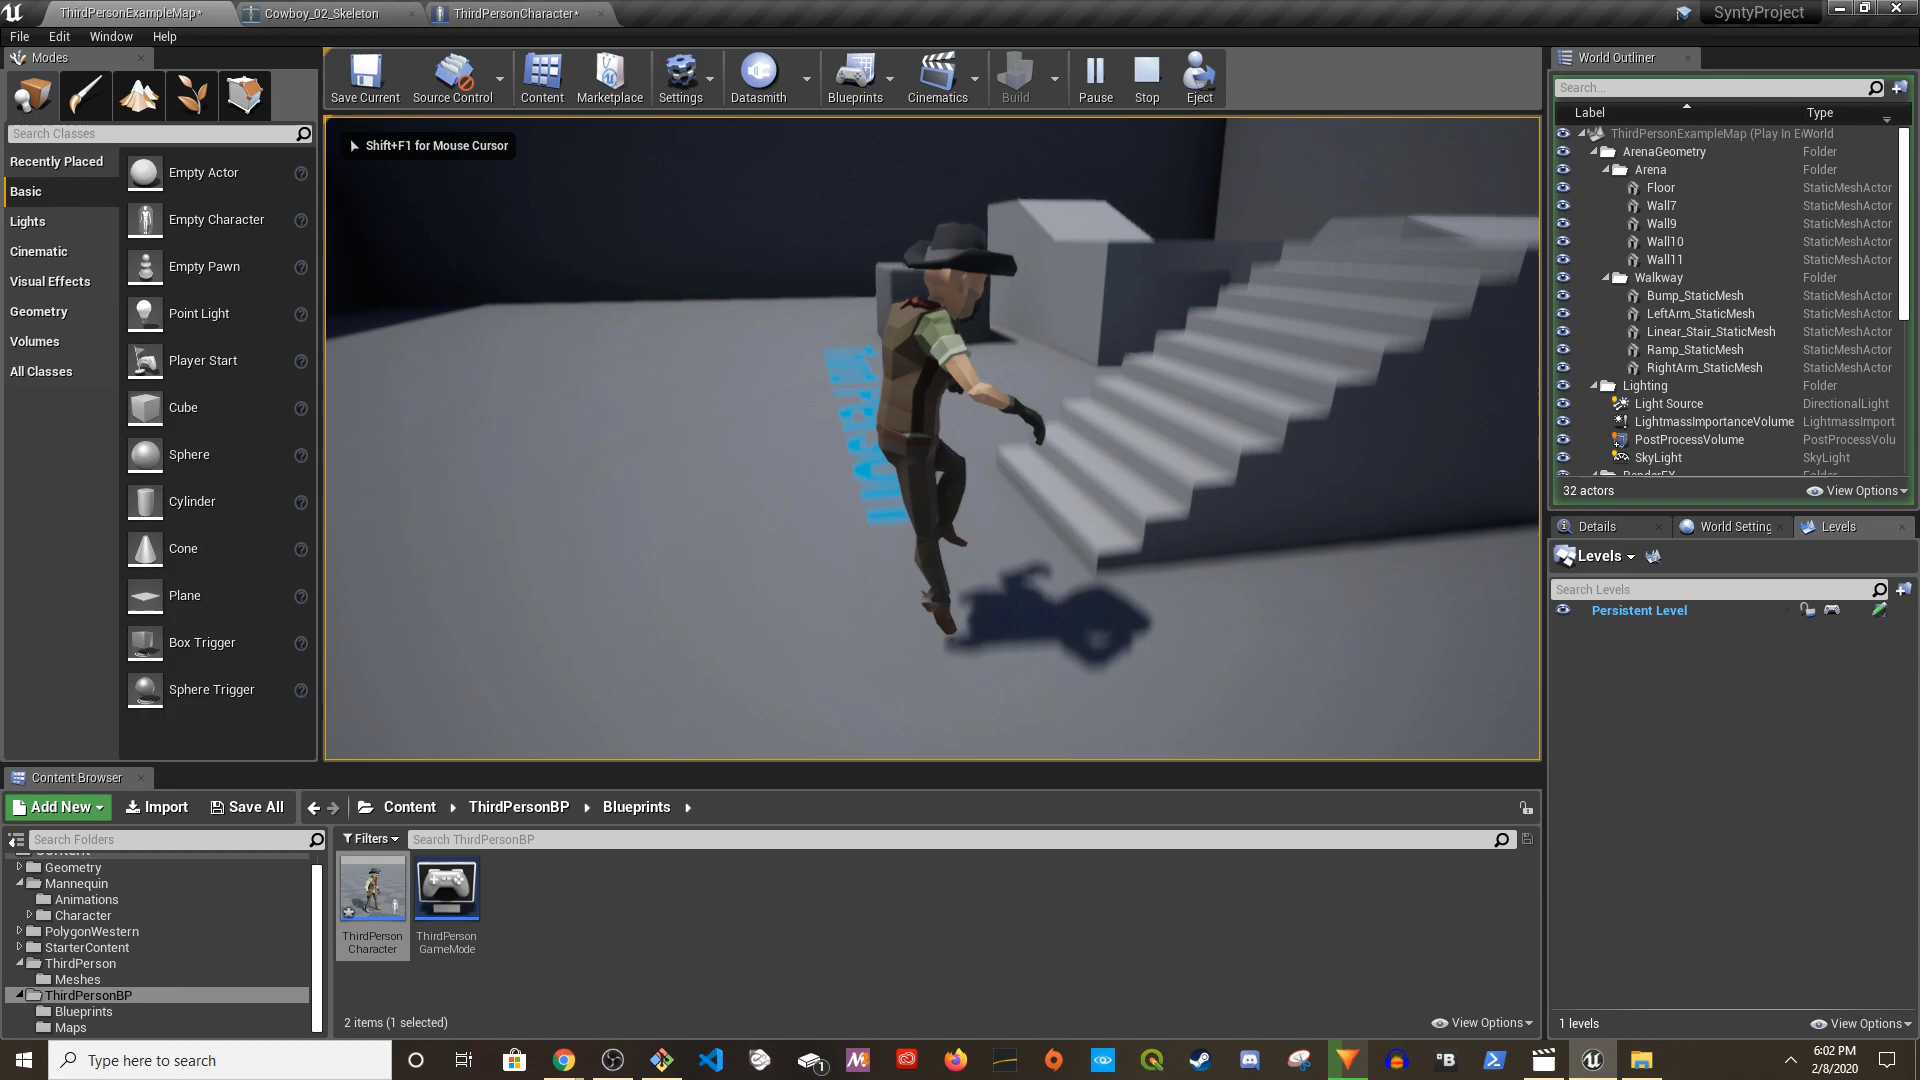 ThirdPersonExampleMap*
Cowboy_02_Skeleton
ThirdPersonCharacter*
SyntyProject
File Edit Window Help
Modes
Save Current
Source Control
Content
Marketplace
Settings
Datasmith
Blueprints
Cinematics
Build
Pause
Stop
Eject
Search Classes
Recently Placed
Basic
Lights
Cinematic
Visual Effects
Geometry
Volumes
All Classes
Empty Actor
Empty Character
Empty Pawn
Point Light
Player Start
Cube
Sphere
Cylinder
Cone
Plane
Box Trigger
Sphere Trigger
Shift+F1 for Mouse Cursor
World Outliner
Search...
Label Type
ThirdPersonExampleMap (Play In E World
ArenaGeometry Folder
Arena Folder
Floor StaticMeshActor
Wall7 StaticMeshActor
Wall9 StaticMeshActor
Wall10 StaticMeshActor
Wall11 StaticMeshActor
Walkway Folder
Bump_StaticMesh StaticMeshActor
LeftArm_StaticMesh StaticMeshActor
Linear_Stair_StaticMesh StaticMeshActor
Ramp_StaticMesh StaticMeshActor
RightArm_StaticMesh StaticMeshActor
Lighting Folder
Light Source DirectionalLight
LightmassImportanceVolume LightmassImport
PostProcessVolume PostProcessVolu
SkyLight SkyLight
RenderFX Folder
32 actors View Options
Details
World Setting
Levels
Levels
Search Levels
Persistent Level
1 levels View Options
Content Browser
Add New Import Save All
Content ThirdPersonBP Blueprints
Search Folders
Filters
Search ThirdPersonBP
Content
Geometry
Mannequin
Animations
Character
PolygonWestern
StarterContent
ThirdPerson
Meshes
ThirdPersonBP
Blueprints
Maps
ThirdPerson
Character
ThirdPerson
GameMode
2 items (1 selected) View Options
Type here to search
6:02 PM
2/8/2020